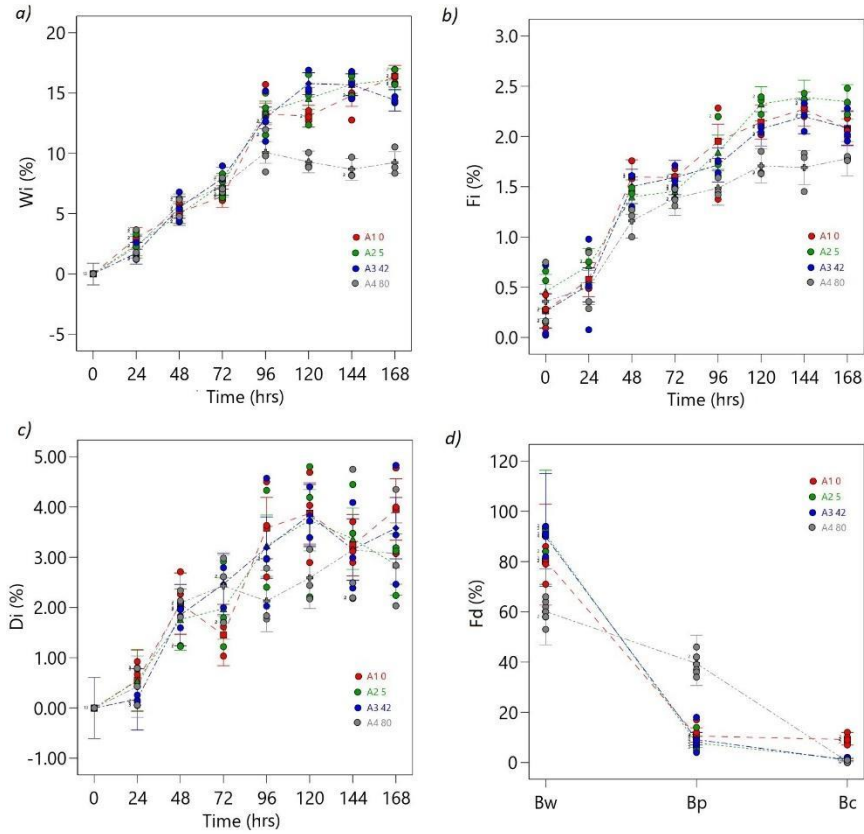 a)
20
15
10
5
0
-5
Wi (%)
0 24 48 72 96 120 144 168
Time (hrs)
A1 0
A2 5
A3 42
A4 80
b)
3.0
2.5
2.0
1.5
1.0
0.5
0.0
Fi (%)
0 24 48 72 96 120 144 168
Time (hrs)
A1 0
A2 5
A3 42
A4 80
c)
5.00
4.00
3.00
2.00
1.00
0.00
-1.00
Di (%)
0 24 48 72 96 120 144 168
Time (hrs)
A1 0
A2 5
A3 42
A4 80
d)
120
100
80
60
40
20
0
Fd (%)
Bw Bp Bc
A1 0
A2 5
A3 42
A4 80